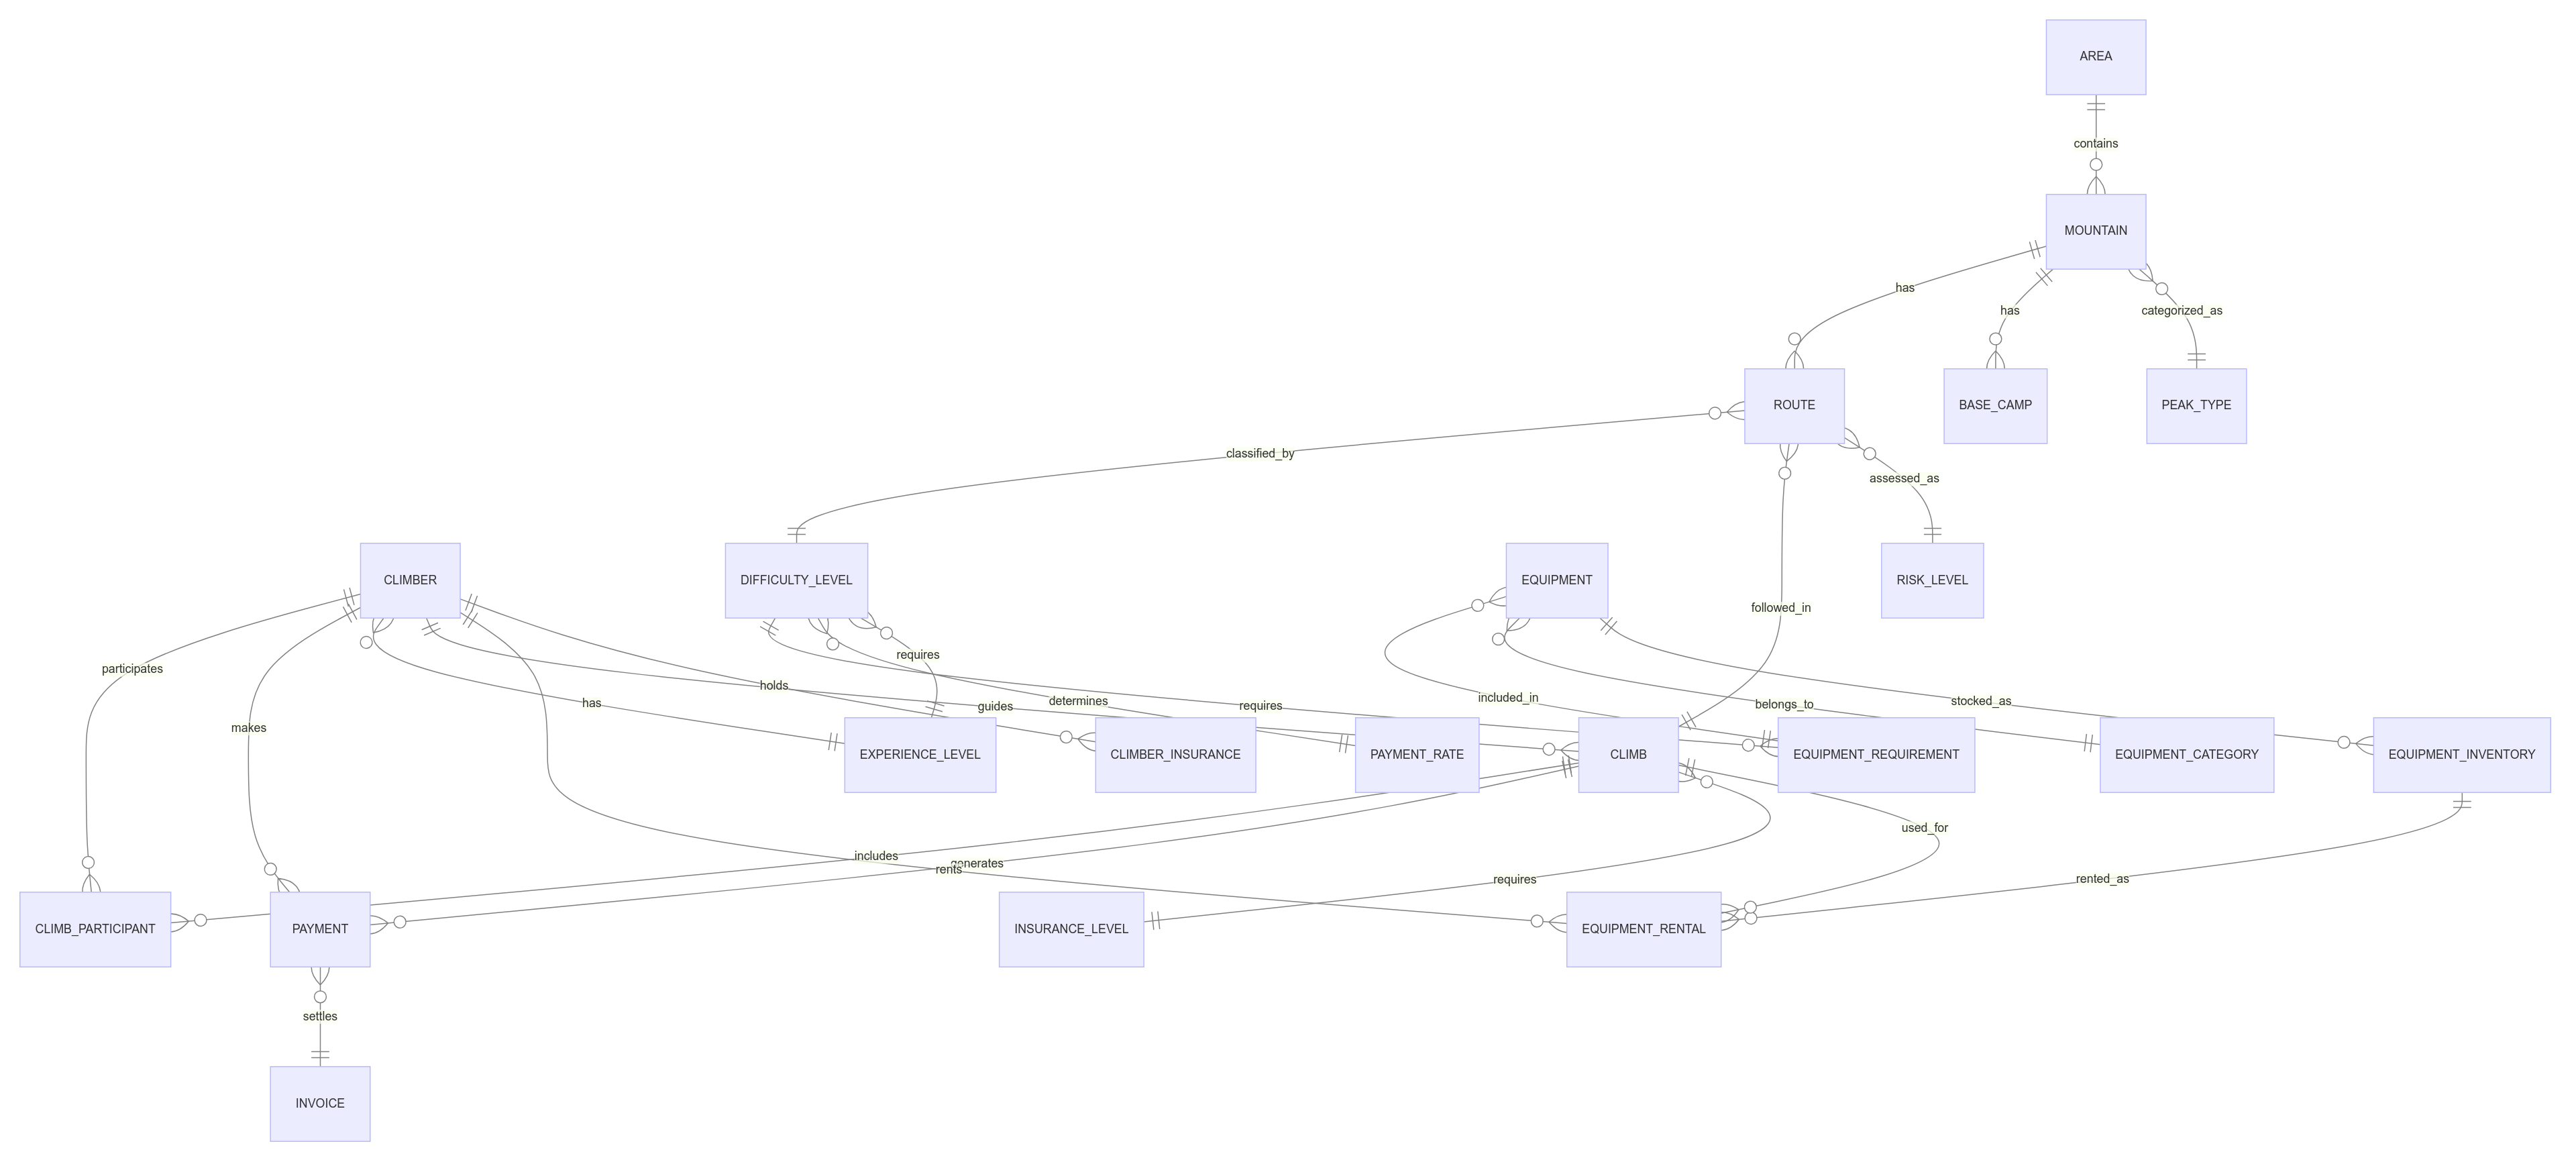 AREA
contains
MOUNTAIN
has
has
categorized_as
ROUTE
BASE_CAMP
PEAK_TYPE
classified_by
assessed_as
CLIMBER
DIFFICULTY_LEVEL
EQUIPMENT
RISK_LEVEL
followed_in
participates
requires
holds
makes
has
guides
determines
requires
included_in
belongs_to
stocked_as
EXPERIENCE_LEVEL
CLIMBER_INSURANCE
PAYMENT_RATE
CLIMB
EQUIPMENT_REQUIREMENT
EQUIPMENT_CATEGORY
EQUIPMENT_INVENTORY
used_for
includes
generates
rents
requires
rented_as
CLIMB_PARTICIPANT
PAYMENT
INSURANCE_LEVEL
EQUIPMENT_RENTAL
settles
INVOICE